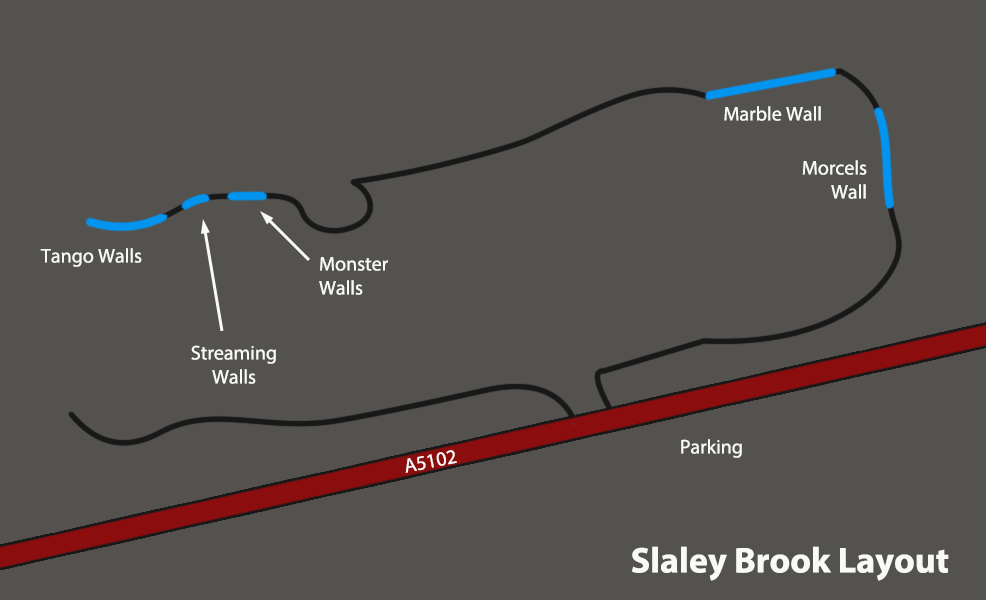 Marble Wall
Morcels
Wall
Tango Walls
Monster
Walls
Streaming
Walls
A5102
Parking
Slaley Brook Layout